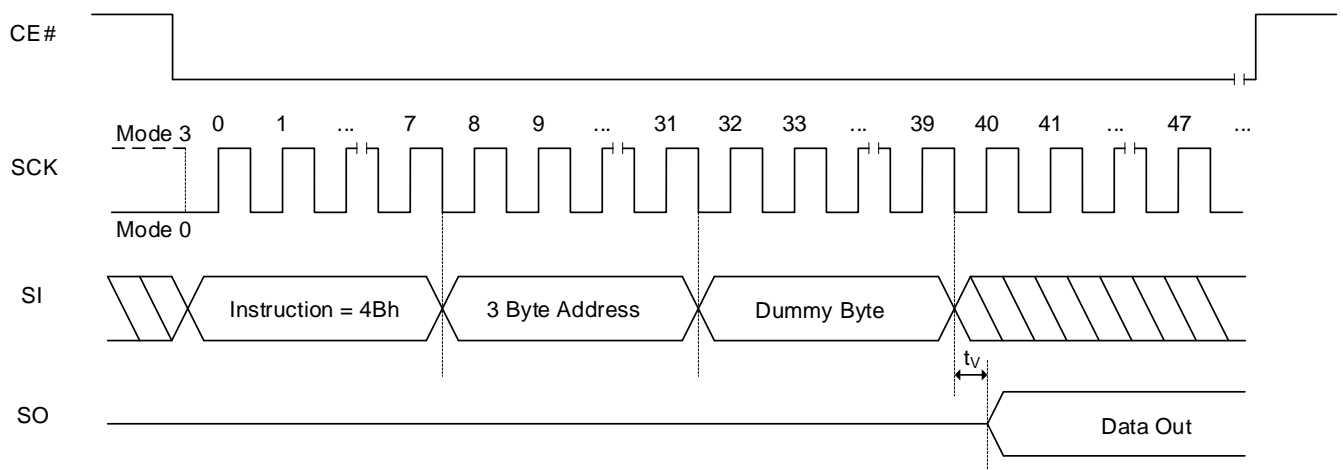 CE#
Mode 3
0 1 ... 7 8 9 ... 31 32 33 ... 39 40 41 ... 47 ...
SCK
Mode 0
SI
Instruction = 4Bh
3 Byte Address
Dummy Byte
tV
SO
Data Out